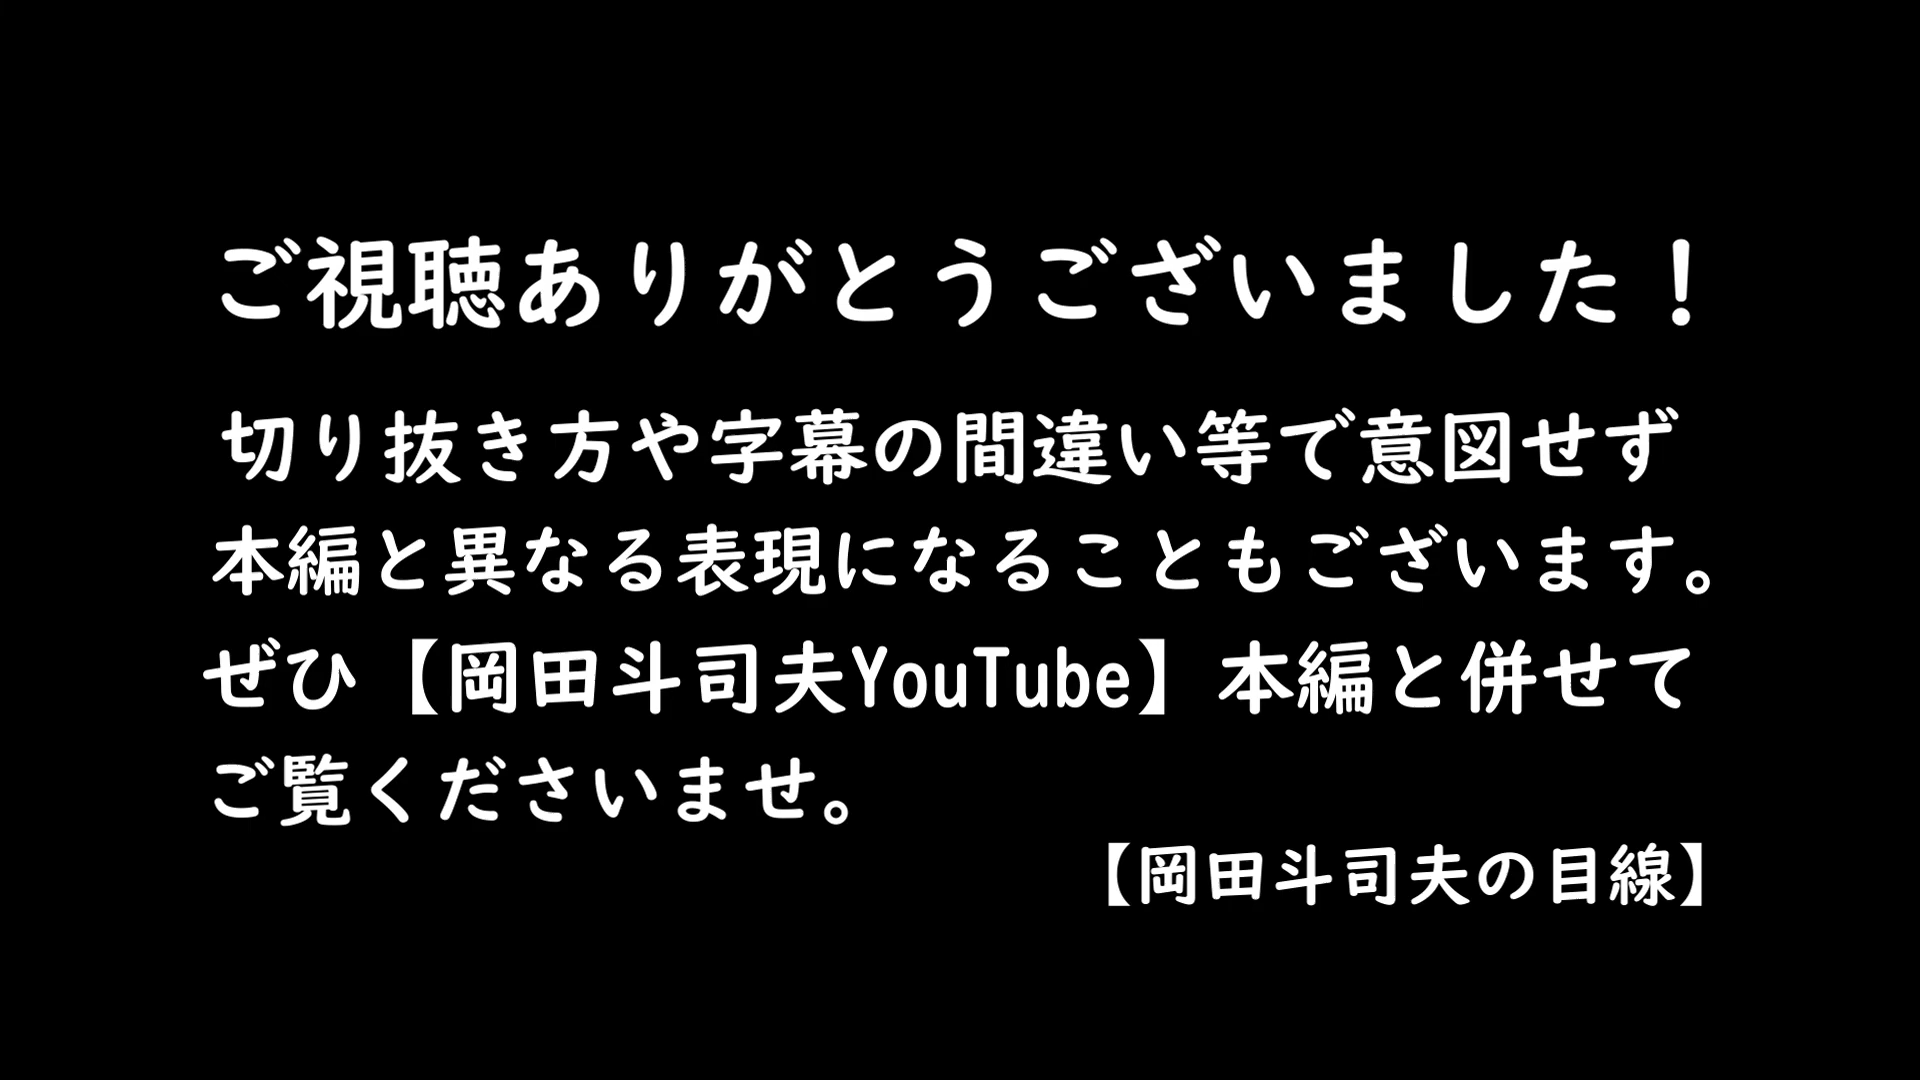 ご視聴ありがとうございました！
切り抜き方や字幕の間違い等で意図せず
本編と異なる表現になることもございます。
ぜひ【岡田斗司夫YouTube】本編と併せて
ご覧くださいませ。
【岡田斗司夫の目線】